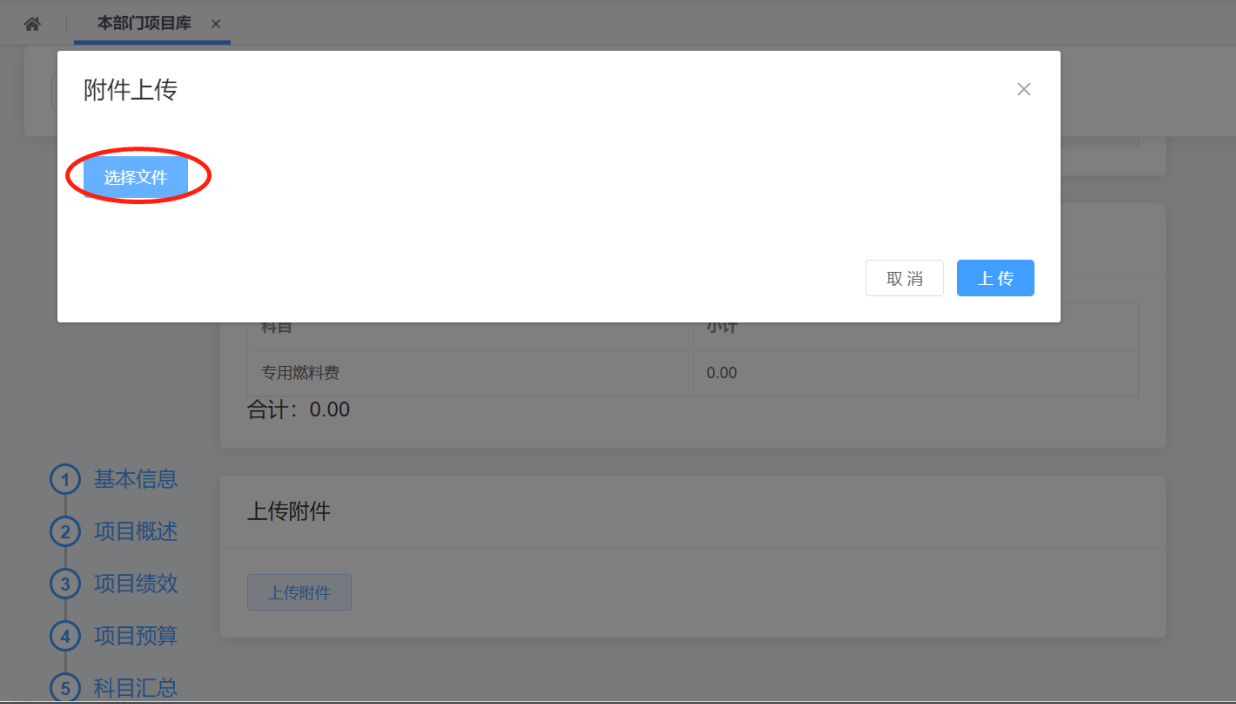 本部门项目库
附件上传
选择文件
取 消
上 传
科目 小计
专用燃料费 0.00
合计：0.00
1 基本信息
上传附件
2 项目概述
3 项目绩效
上传附件
4 项目预算
5 科目汇总